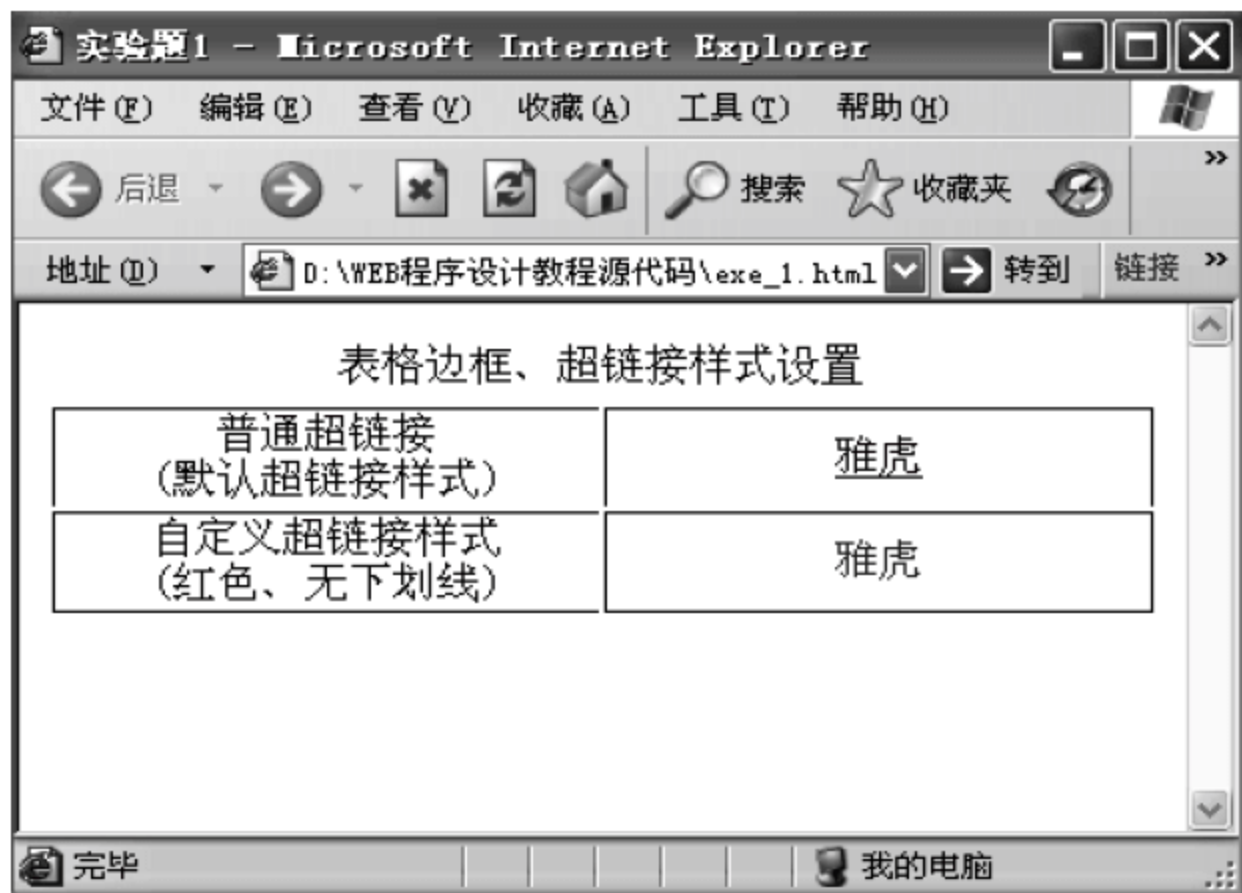 实验题1 - Microsoft Internet Explorer
文件(F) 编辑(E) 查看(V) 收藏(A) 工具(T) 帮助(H)
后退 搜索 收藏夹 »
地址(D) D:\WEB程序设计教程源代码\exe_1.html 转到 链接 »
表格边框、超链接样式设置
普通超链接
(默认超链接样式)
雅虎
自定义超链接样式
(红色、无下划线)
雅虎
完毕 我的电脑